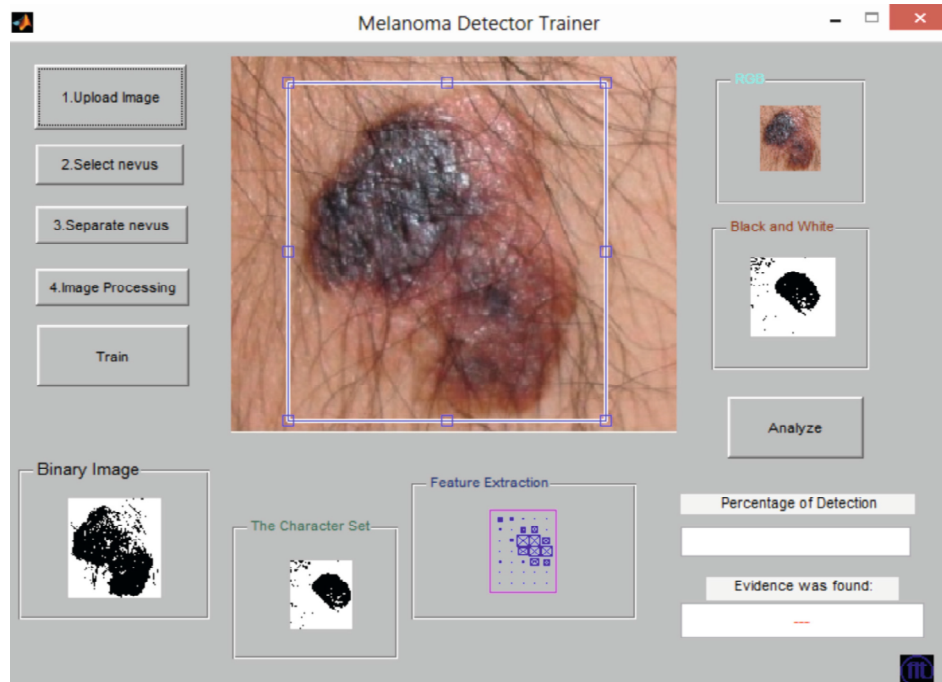 Melanoma Detector Trainer
1.Upload Image
2.Select nevus
3.Separate nevus
4.Image Processing
Train
RGB
Black and White
Analyze
Binary Image
The Character Set
Feature Extraction
Percentage of Detection
Evidence was found:
---